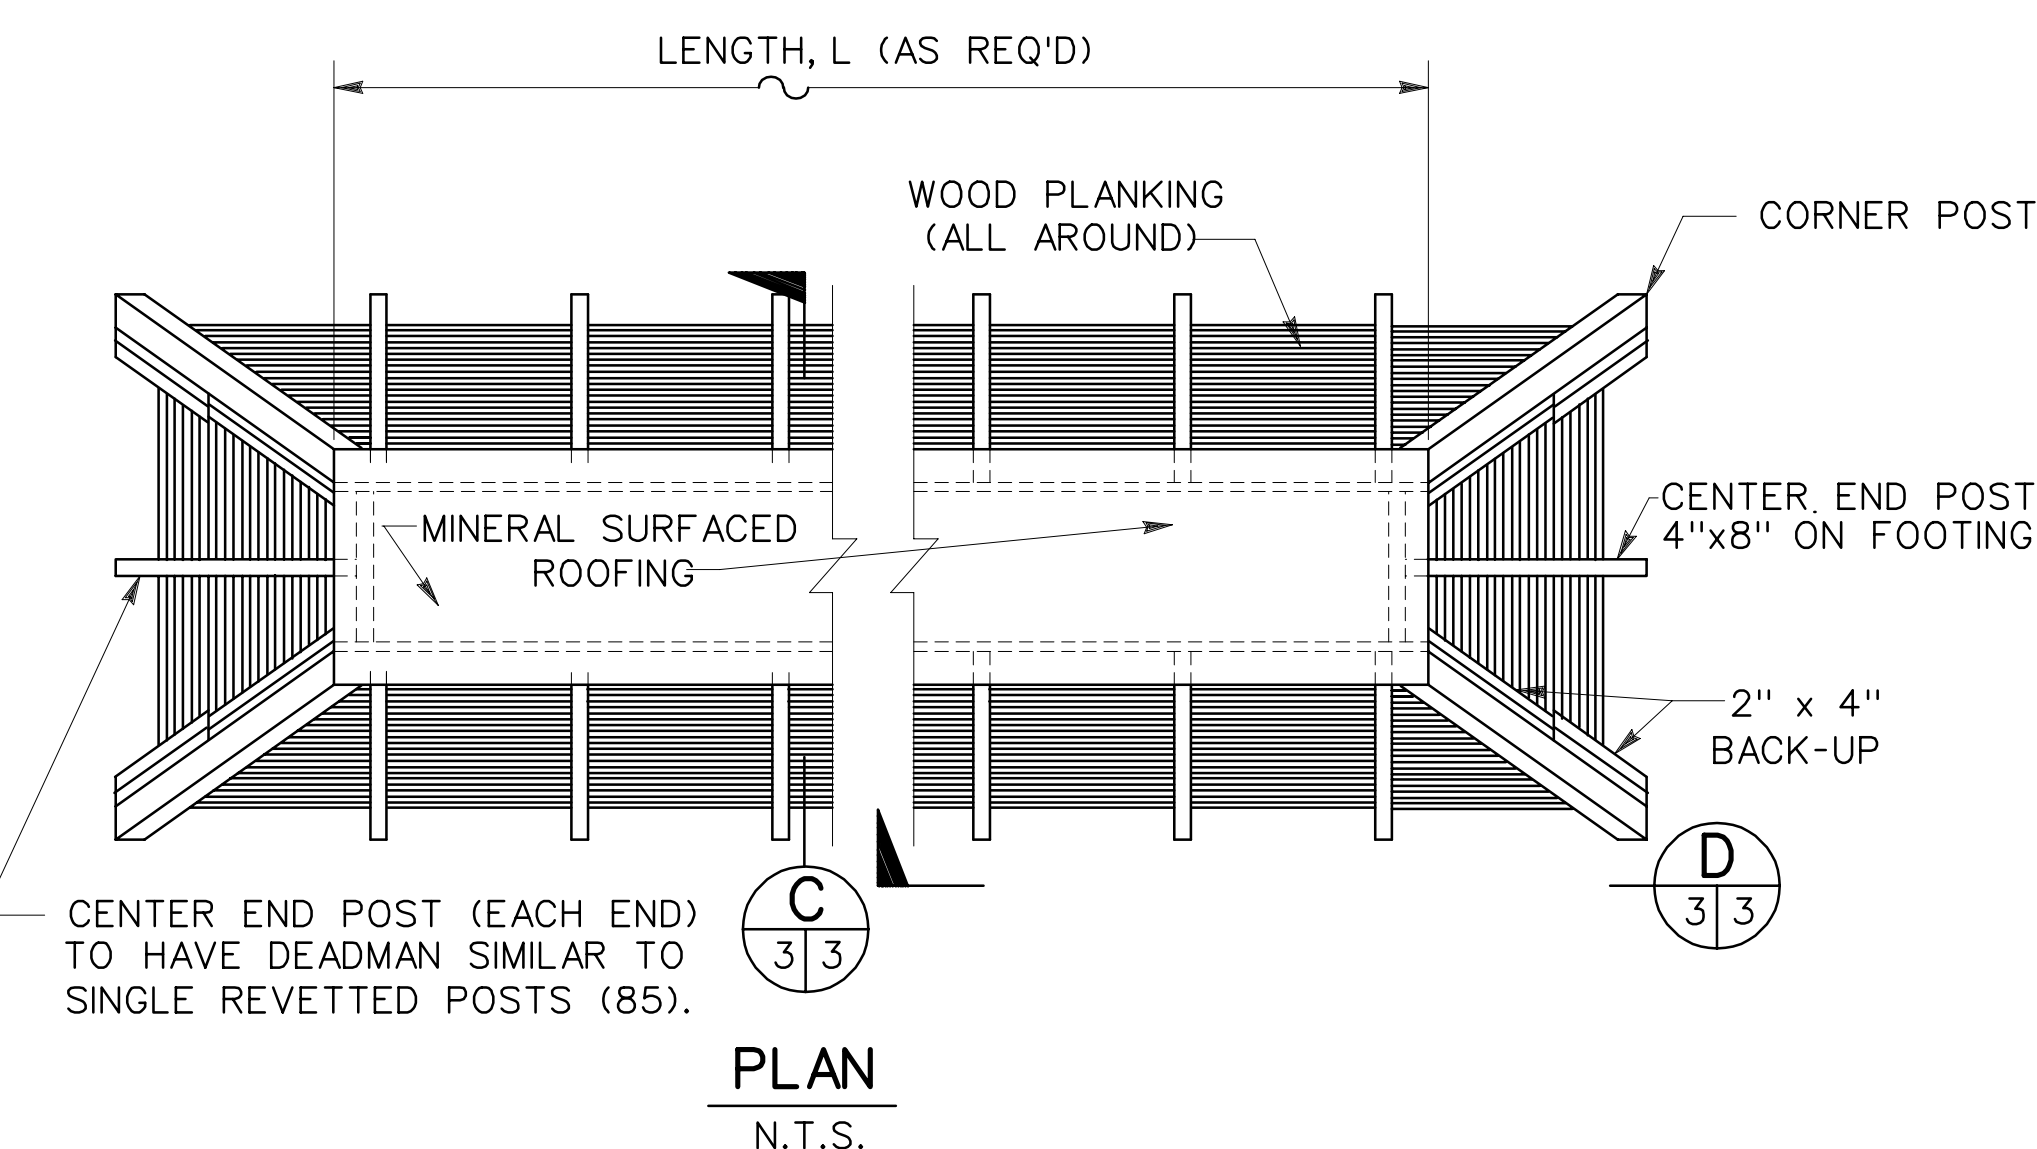 LENGTH, L (AS REQ'D)
WOOD PLANKING
(ALL AROUND)
CORNER POST
CENTER. END POST
4"x8" ON FOOTING
MINERAL SURFACED
ROOFING
2" x 4"
BACK-UP
CENTER END POST (EACH END)
TO HAVE DEADMAN SIMILAR TO
SINGLE REVETTED POSTS (85).
C
3 3
D
3 3
PLAN
N.T.S.